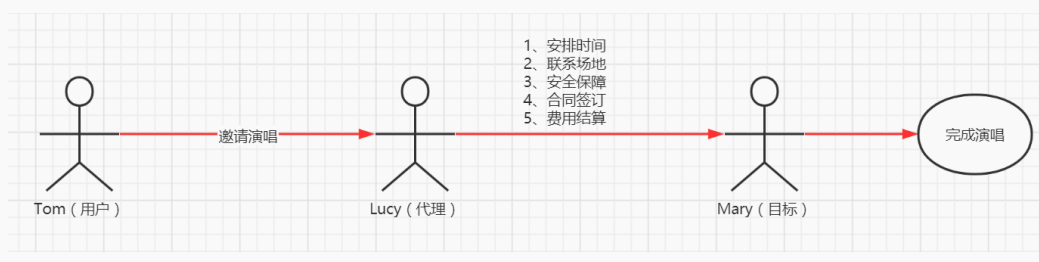 1、安排时间
2、联系场地
3、安全保障
4、合同签订
5、费用结算
邀请演唱
完成演唱
Tom（用户）
Lucy（代理）
Mary（目标）